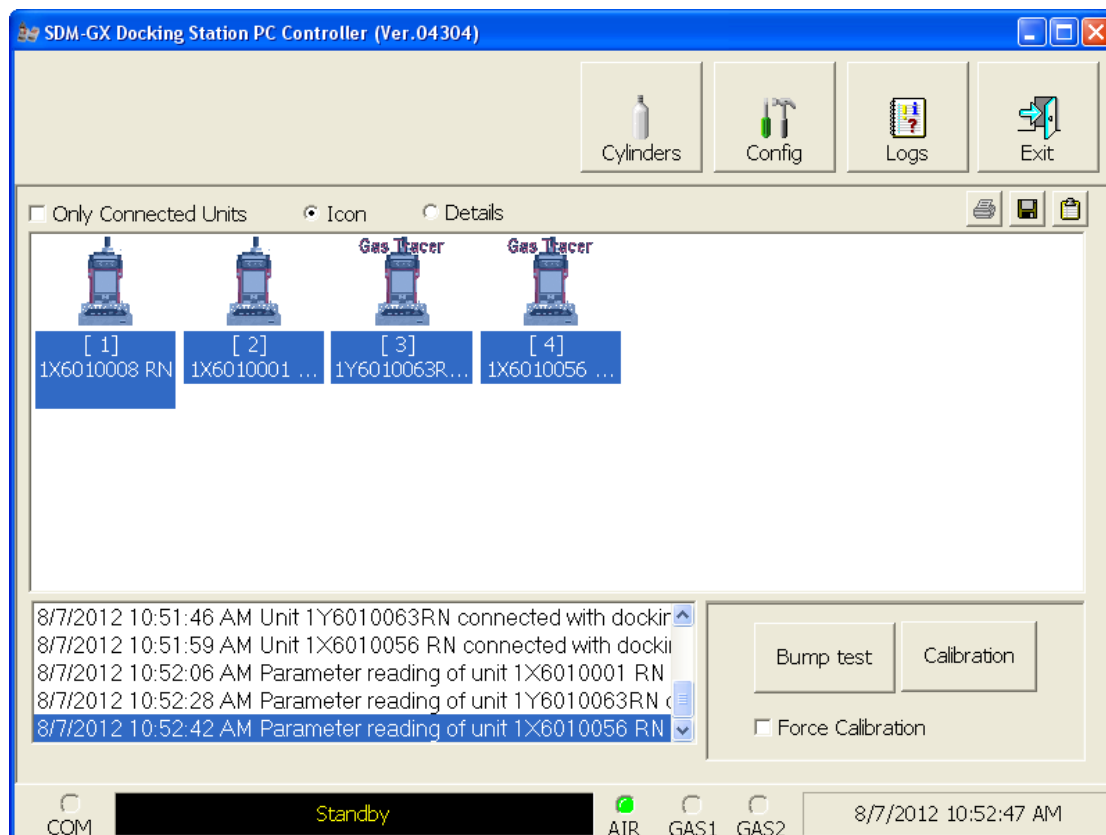 SDM-GX Docking Station PC Controller (Ver.04304)
Cylinders
Config
Logs
Exit
Only Connected Units
Icon
Details
Gas Tracer
Gas Tracer
[ 1]
1X6010008 RN
[ 2]
1X6010001 ...
[ 3]
1Y6010063R...
[ 4]
1X6010056 ...
8/7/2012 10:51:46 AM Unit 1Y6010063RN connected with dockin
8/7/2012 10:51:59 AM Unit 1X6010056 RN connected with docki
8/7/2012 10:52:06 AM Parameter reading of unit 1X6010001 RN
8/7/2012 10:52:28 AM Parameter reading of unit 1Y6010063RN
8/7/2012 10:52:42 AM Parameter reading of unit 1X6010056 RN
Bump test
Calibration
Force Calibration
COM
Standby
AIR
GAS1
GAS2
8/7/2012 10:52:47 AM